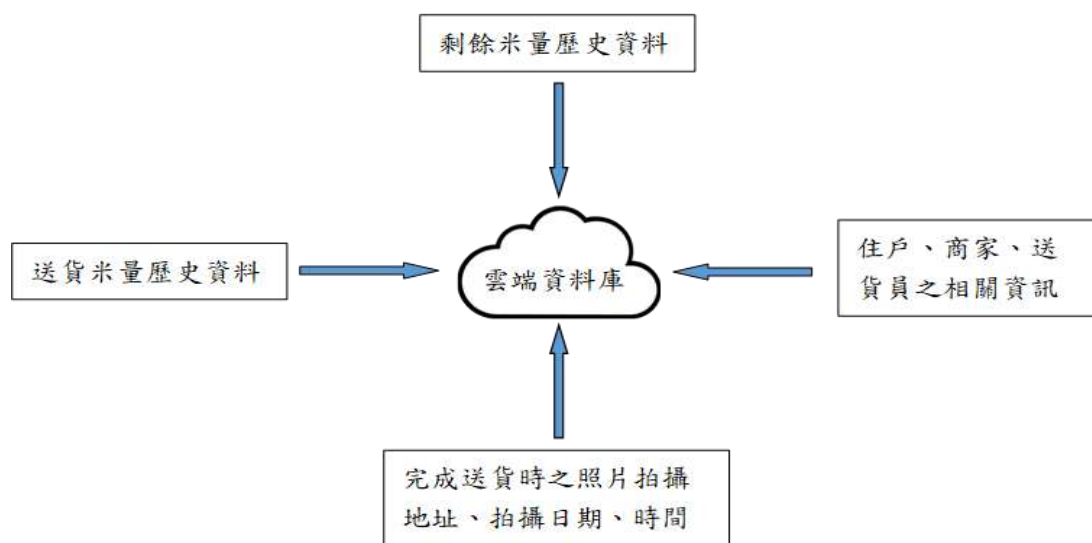 剩餘米量歷史資料
送貨米量歷史資料
雲端資料庫
住戶、商家、送
貨員之相關資訊
完成送貨時之照片拍攝
地址、拍攝日期、時間